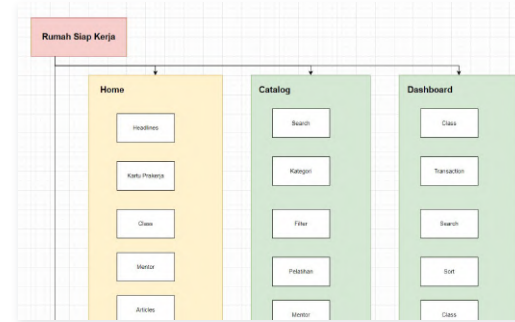 Rumah Siap Kerja
Home
Headlines
Kartu Prakerja
Class
Mentor
Articles
Catalog
Search
Kategori
Filter
Pelatihan
Mentor
Dashboard
Class
Transaction
Search
Sort
Class